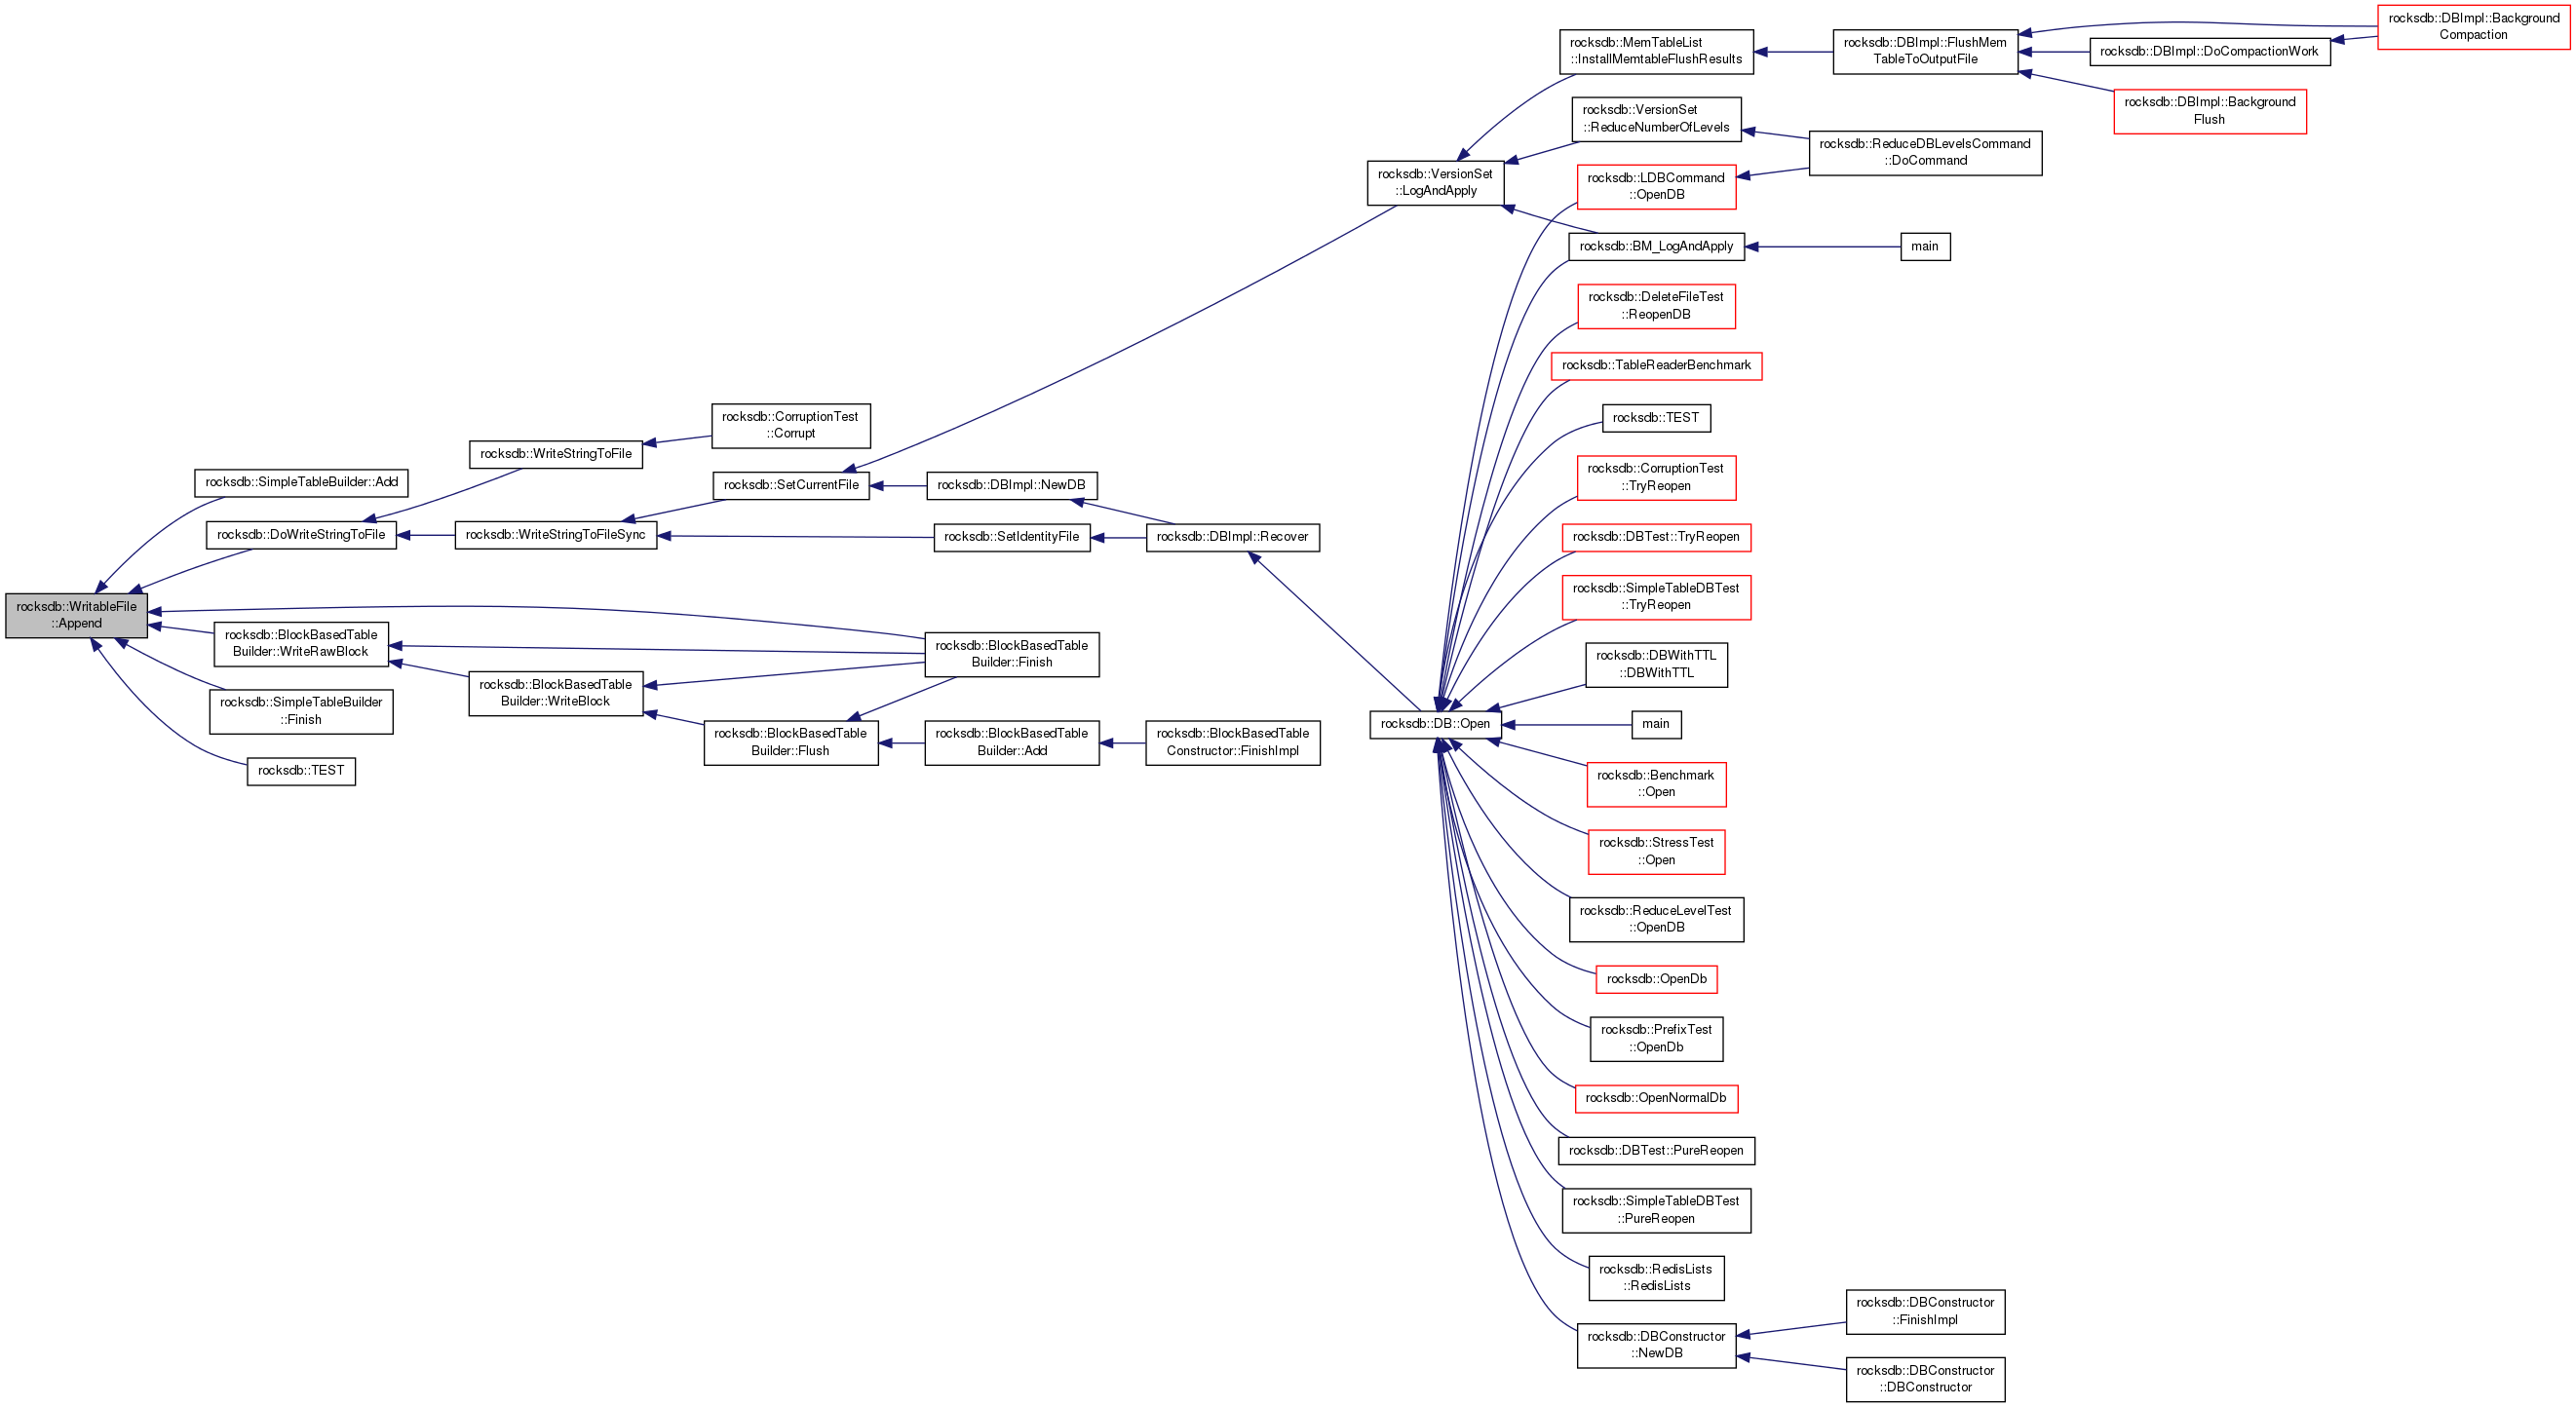 rocksdb::WritableFile
::Append
rocksdb::SimpleTableBuilder::Add
rocksdb::DoWriteStringToFile
rocksdb::BlockBasedTable
Builder::WriteRawBlock
rocksdb::SimpleTableBuilder
::Finish
rocksdb::TEST
rocksdb::WriteStringToFile
rocksdb::WriteStringToFileSync
rocksdb::BlockBasedTable
Builder::WriteBlock
rocksdb::CorruptionTest
::Corrupt
rocksdb::SetCurrentFile
rocksdb::BlockBasedTable
Builder::Flush
rocksdb::DBImpl::NewDB
rocksdb::SetIdentityFile
rocksdb::BlockBasedTable
Builder::Finish
rocksdb::BlockBasedTable
Builder::Add
rocksdb::DBImpl::Recover
rocksdb::BlockBasedTable
Constructor::FinishImpl
rocksdb::VersionSet
::LogAndApply
rocksdb::DB::Open
rocksdb::MemTableList
::InstallMemtableFlushResults
rocksdb::VersionSet
::ReduceNumberOfLevels
rocksdb::LDBCommand
::OpenDB
rocksdb::BM_LogAndApply
rocksdb::DeleteFileTest
::ReopenDB
rocksdb::TableReaderBenchmark
rocksdb::TEST
rocksdb::CorruptionTest
::TryReopen
rocksdb::DBTest::TryReopen
rocksdb::SimpleTableDBTest
::TryReopen
rocksdb::DBWithTTL
::DBWithTTL
main
rocksdb::Benchmark
::Open
rocksdb::StressTest
::Open
rocksdb::ReduceLevelTest
::OpenDB
rocksdb::OpenDb
rocksdb::PrefixTest
::OpenDb
rocksdb::OpenNormalDb
rocksdb::DBTest::PureReopen
rocksdb::SimpleTableDBTest
::PureReopen
rocksdb::RedisLists
::RedisLists
rocksdb::DBConstructor
::NewDB
rocksdb::DBImpl::FlushMem
TableToOutputFile
rocksdb::ReduceDBLevelsCommand
::DoCommand
main
rocksdb::DBConstructor
::FinishImpl
rocksdb::DBConstructor
::DBConstructor
rocksdb::DBImpl::DoCompactionWork
rocksdb::DBImpl::Background
Flush
rocksdb::DBImpl::Background
Compaction